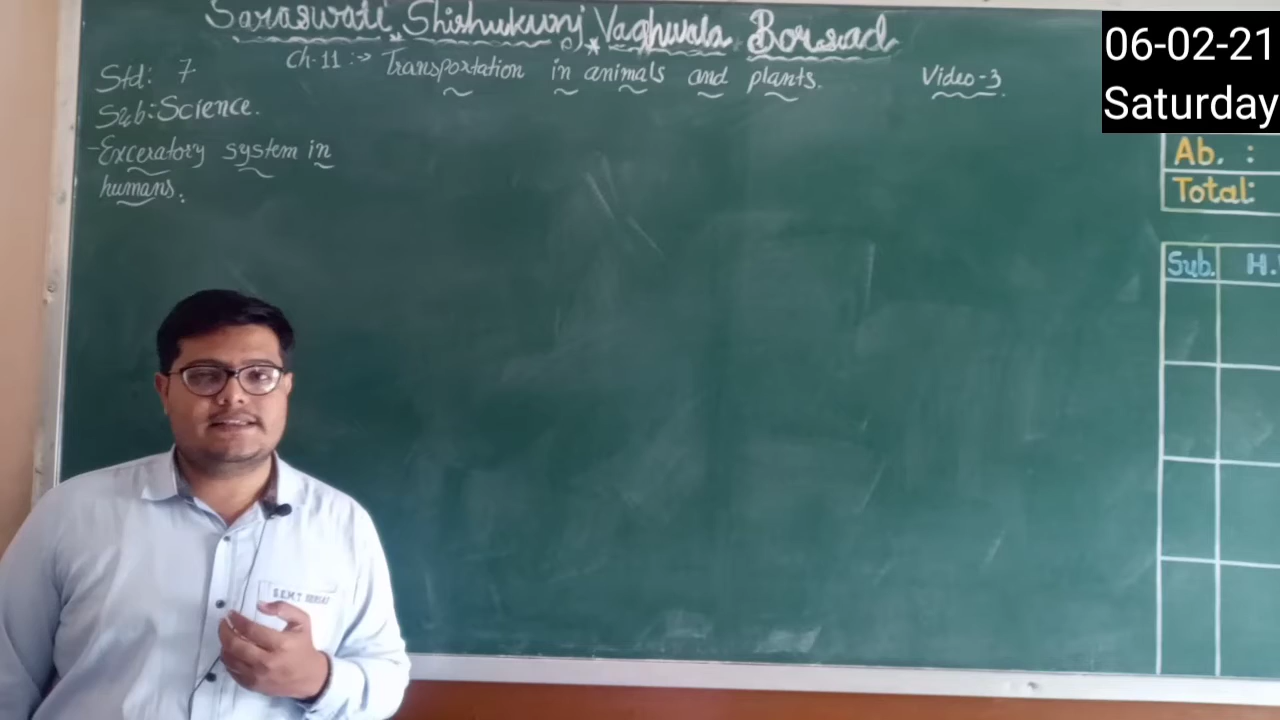 Saraswati Shishukunj Vaghwala Borsad
Ch-11 :-> Transportation in animals and plants.
Video-3
Std: 7
Sub:-Science.
-Exceratory system in
humans.
06-02-21
Saturday
Ab. :
Total:
Sub. H.